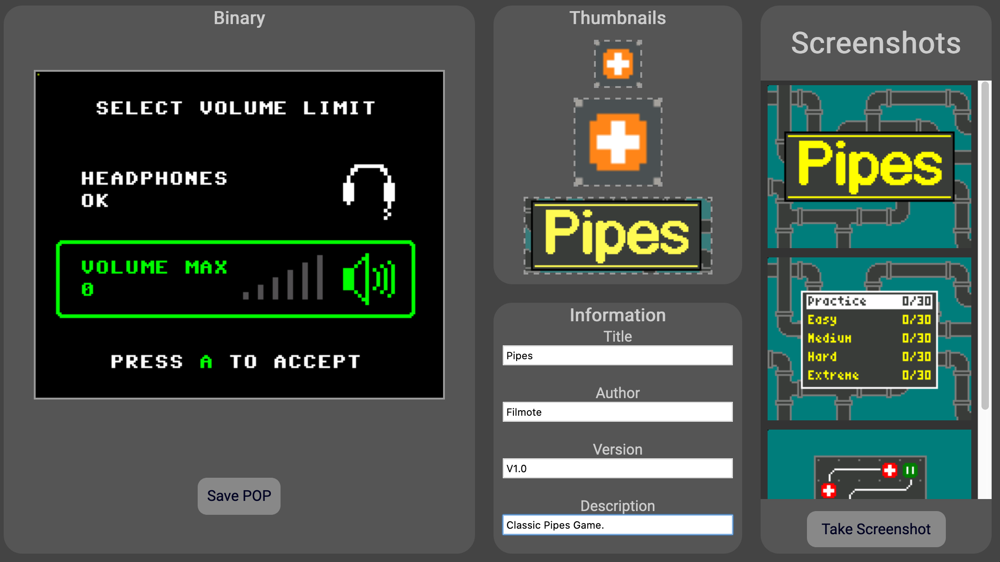 Binary
SELECT VOLUME LIMIT
HEADPHONES
OK
VOLUME MAX
0
PRESS A TO ACCEPT
Save POP
Thumbnails
Pipes
Information
Title
Pipes
Author
Filmote
Version
V1.0
Description
Classic Pipes Game.
Screenshots
Pipes
Practice 0/30
Easy 0/30
Medium 0/30
Hard 0/30
Extreme 0/30
Take Screenshot